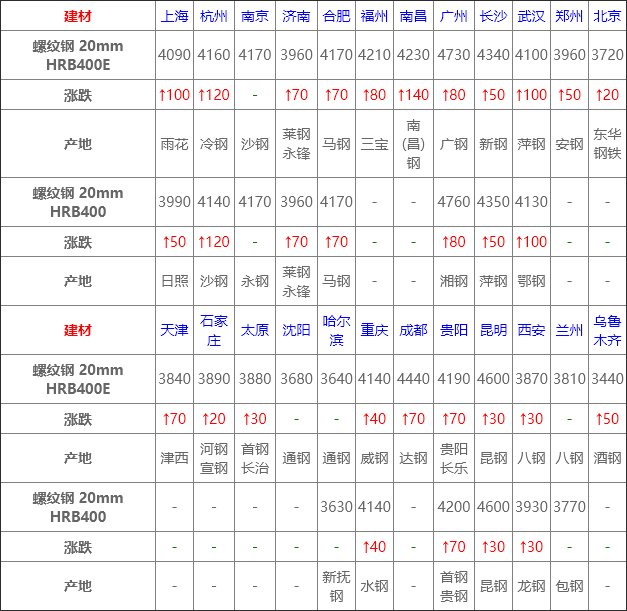 建材 上海 杭州 南京 济南 合肥 福州 南昌 广州 长沙 武汉 郑州 北京
螺纹钢 20mm
HRB400E 4090 4160 4170 3960 4170 4210 4230 4730 4340 4100 3960 3720
涨跌 ↑100 ↑120 - ↑70 ↑70 ↑80 ↑140 ↑80 ↑50 ↑100 ↑50 ↑20
产地 雨花 冷钢 沙钢 莱钢永锋 马钢 三宝 南(昌)钢 广钢 新钢 萍钢 安钢 东华钢铁
螺纹钢 20mm
HRB400 3990 4140 4170 3960 4170 - - 4760 4350 4130 - -
涨跌 ↑50 ↑120 - ↑70 ↑70 - - ↑80 ↑50 ↑100 - -
产地 日照 沙钢 永钢 莱钢永锋 马钢 - - 湘钢 萍钢 鄂钢 - -
建材 天津 石家庄 太原 沈阳 哈尔滨 重庆 成都 贵阳 昆明 西安 兰州 乌鲁木齐
螺纹钢 20mm
HRB400E 3840 3890 3880 3680 3640 4140 4440 4190 4600 3870 3810 3440
涨跌 ↑70 ↑20 ↑30 - - ↑40 ↑70 ↑70 ↑30 ↑30 - ↑50
产地 津西 河钢宣钢 首钢长治 通钢 通钢 威钢 达钢 贵阳长乐 昆钢 八钢 八钢 酒钢
螺纹钢 20mm
HRB400 - - - - 3630 4140 - 4200 4600 3930 3770 -
涨跌 - - - - - ↑40 - ↑70 ↑30 ↑30 - -
产地 - - - - 新抚钢 水钢 - 首钢贵钢 昆钢 龙钢 包钢 -